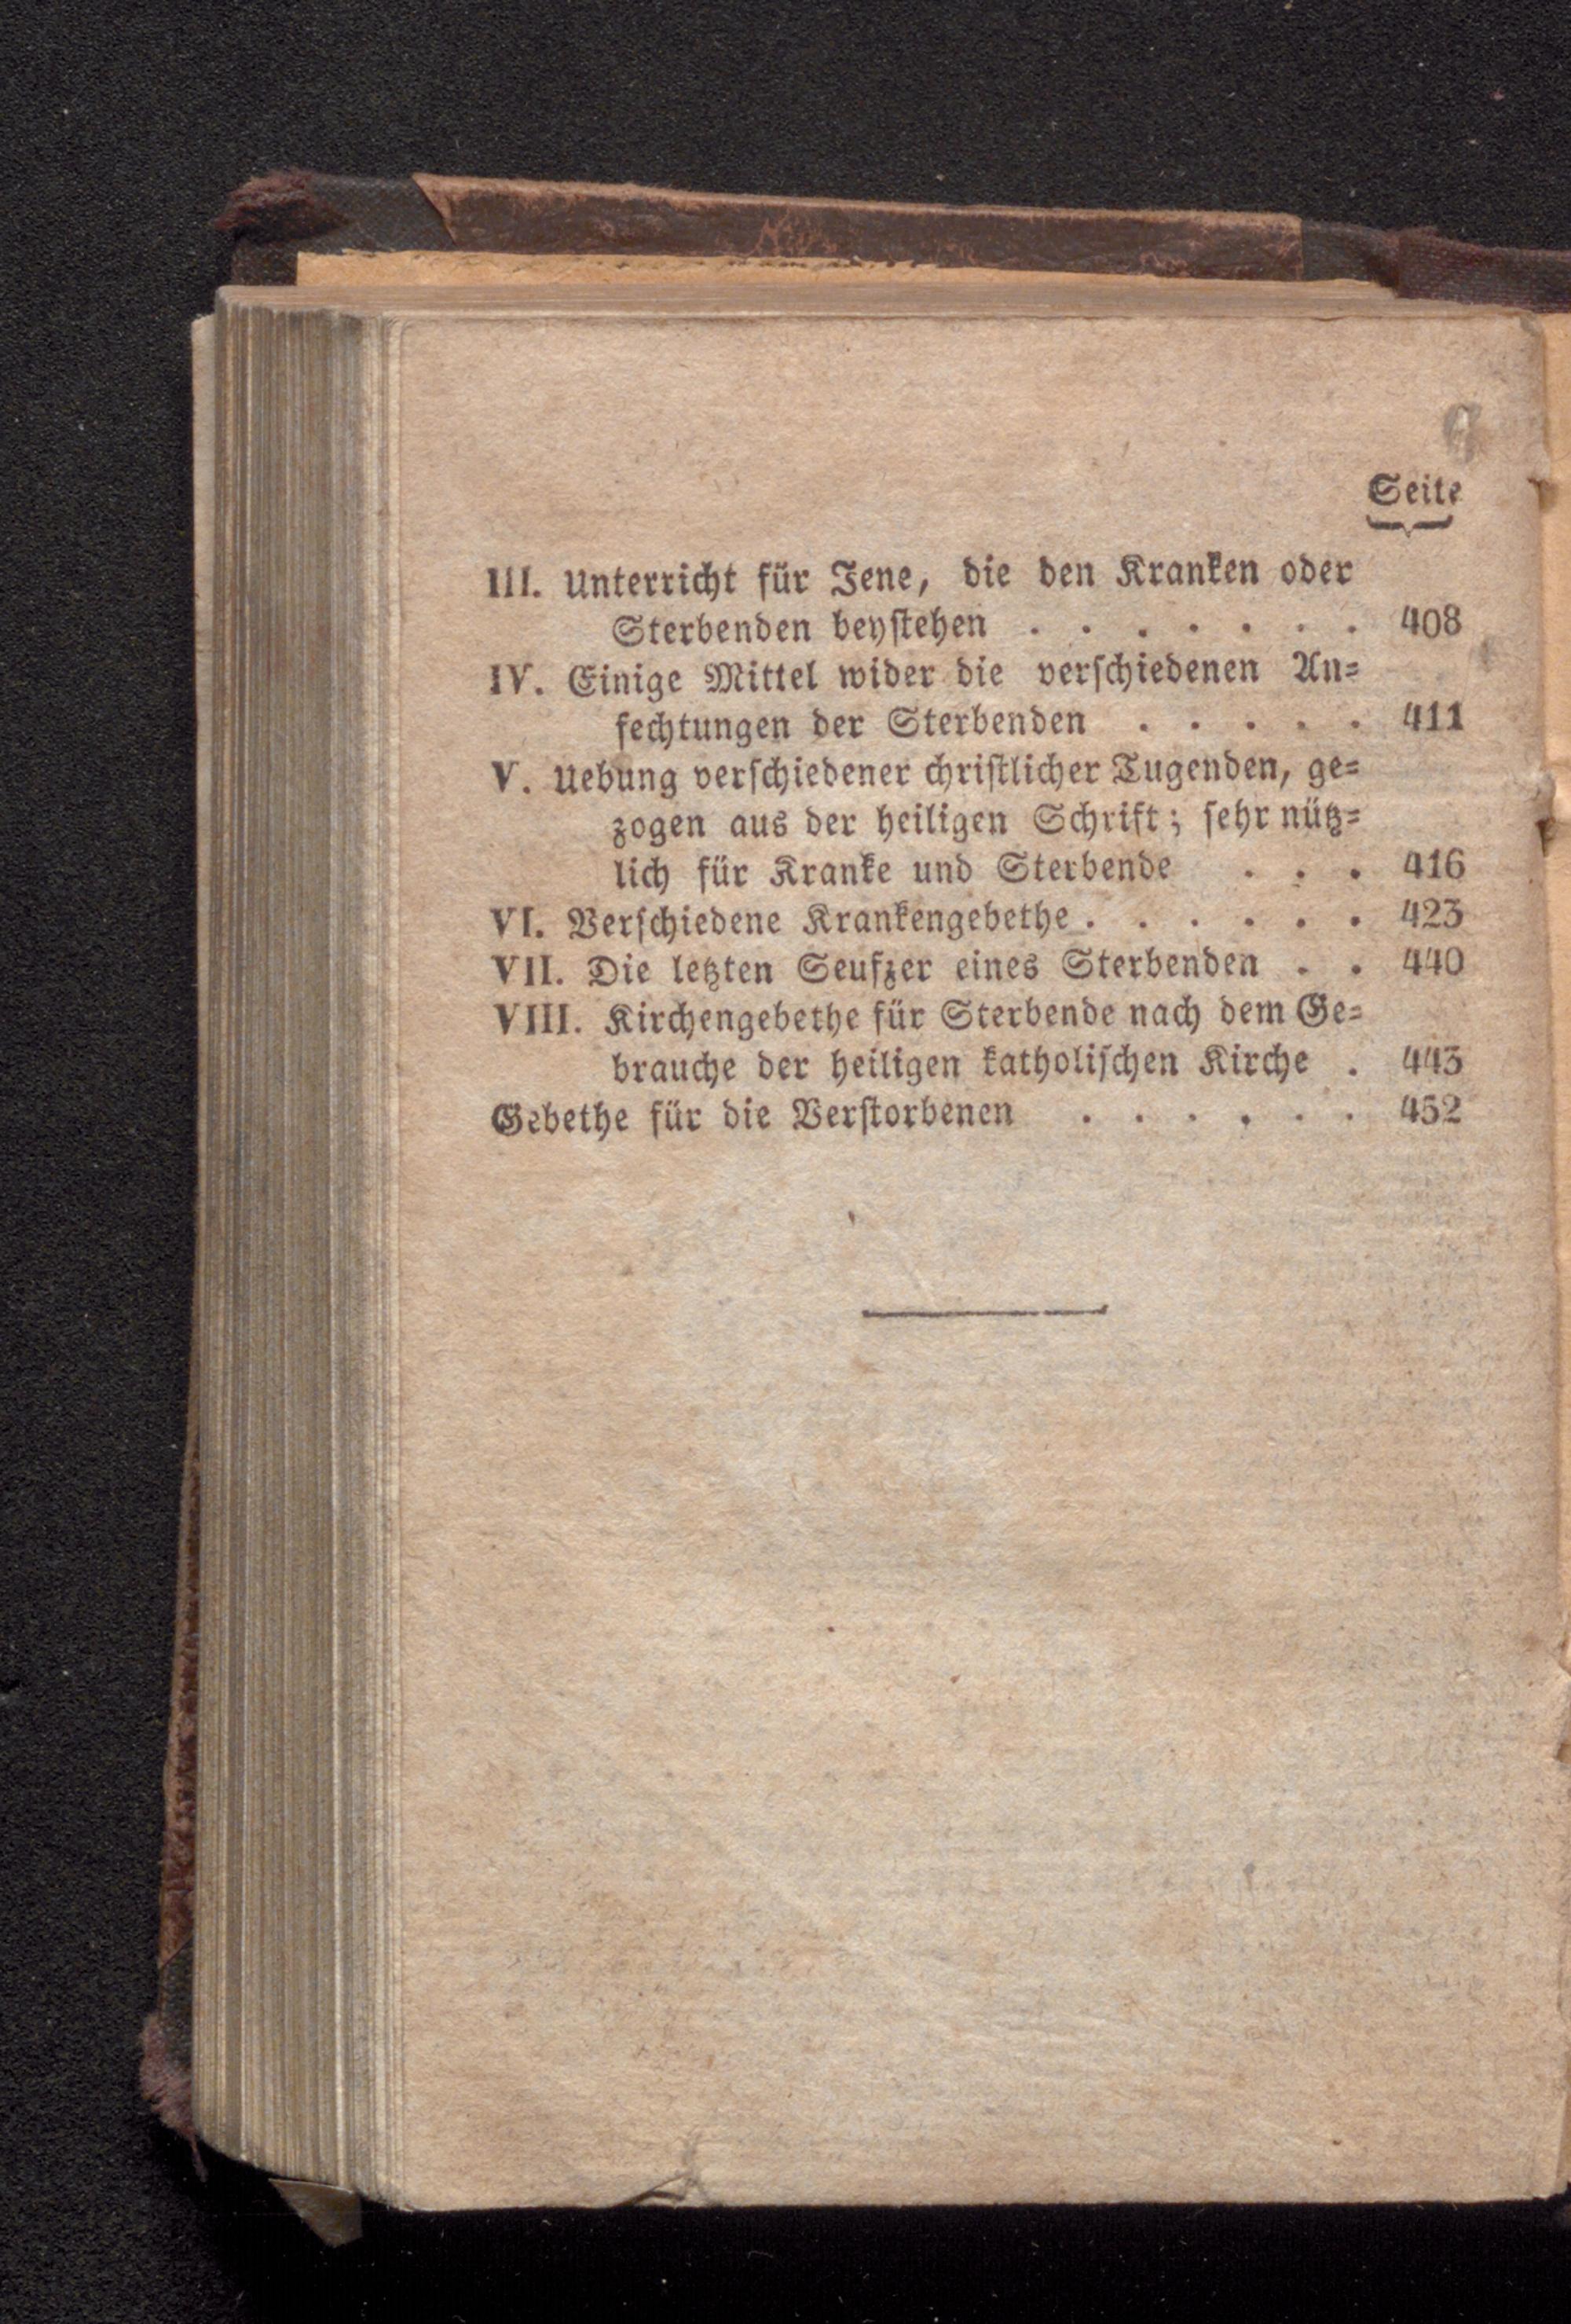 Seite
III. Unterricht für Jene, die den Kranken oder
Sterbenden beystehen . . . . . . . 408
IV. Einige Mittel wider die verschiedenen An=
fechtungen der Sterbenden . . . . . 411
V. Uebung verschiedener christlicher Tugenden, ge=
zogen aus der heiligen Schrift; sehr nütz=
lich für Kranke und Sterbende . . . 416
VI. Verschiedene Krankengebethe . . . . . . 423
VII. Die letzten Seufzer eines Sterbenden . . 440
VIII. Kirchengebethe für Sterbende nach dem Ge=
brauche der heiligen katholischen Kirche . 443
Gebethe für die Verstorbenen . . . . . . 452